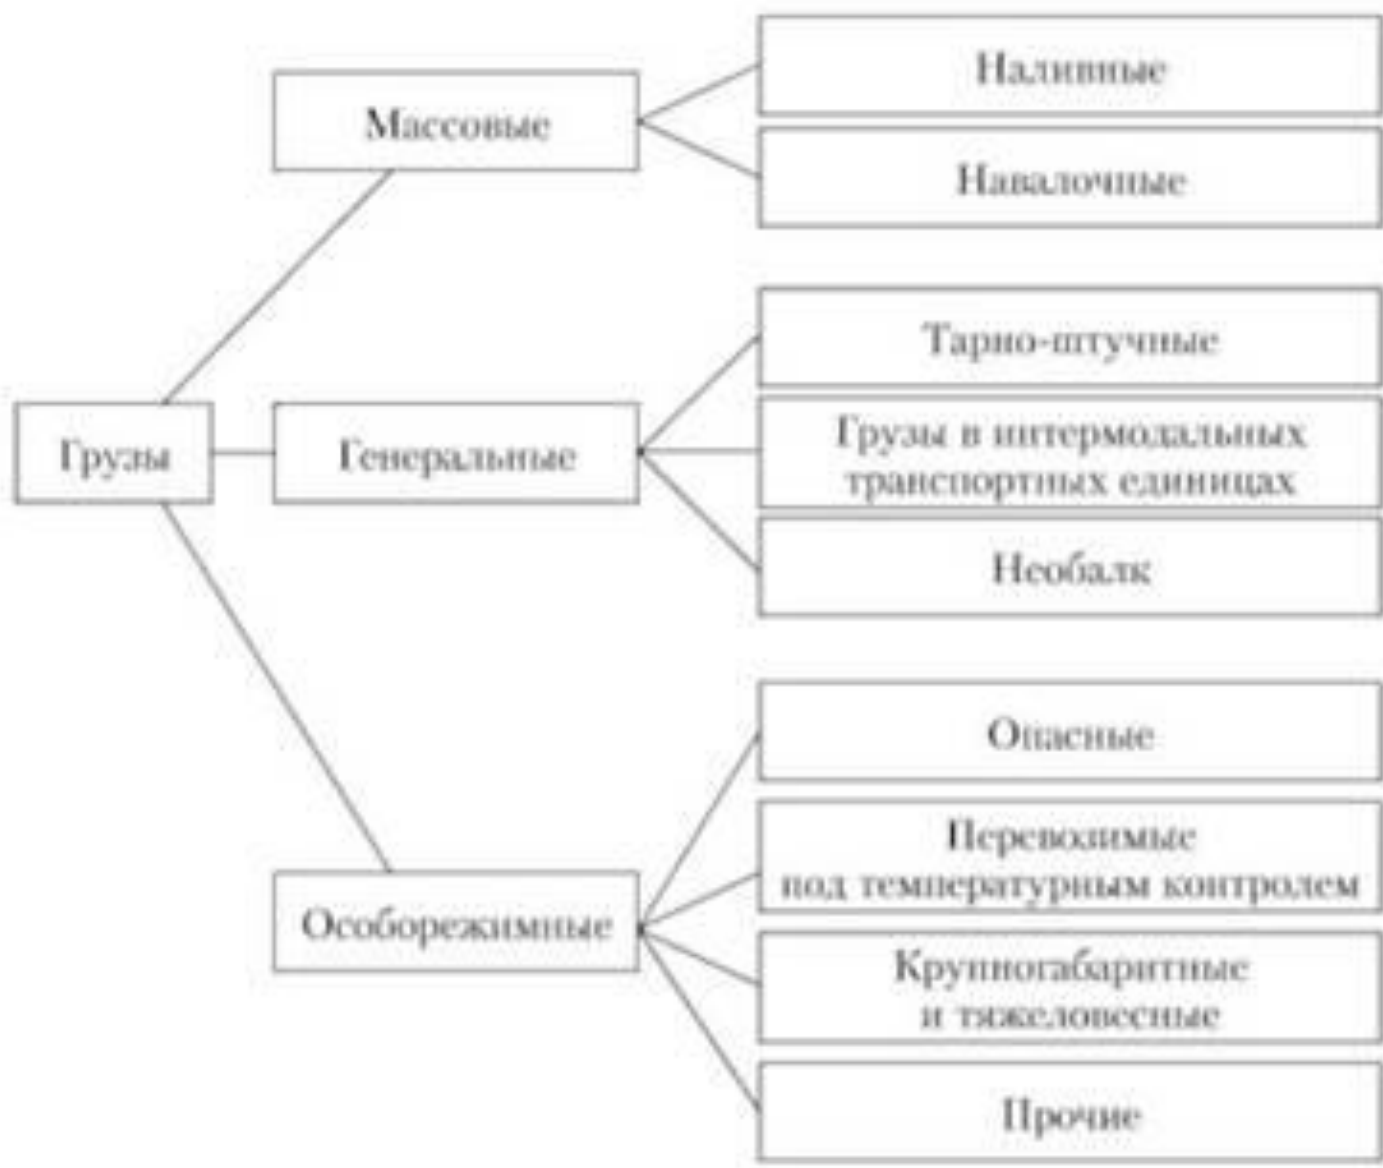 Грузы
Массовые
Наливные
Навалочные
Генеральные
Тарно-штучные
Грузы в интермодальных
транспортных единицах
Необалк
Особорежимные
Опасные
Перевозимые
под температурным контролем
Крупногабаритные
и тяжеловесные
Прочие